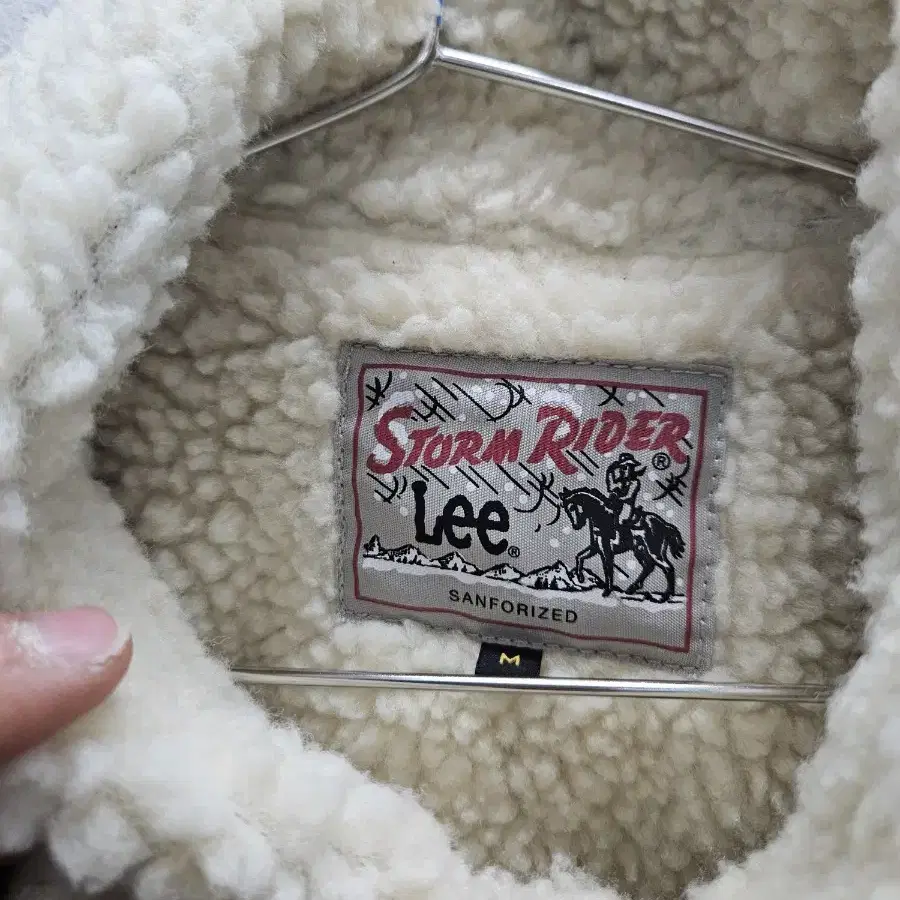 STORM RIDER®
Lee®
SANFORIZED
M